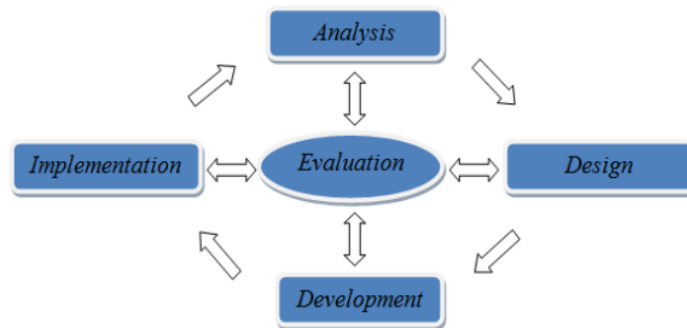 Analysis
Implementation
Evaluation
Design
Development